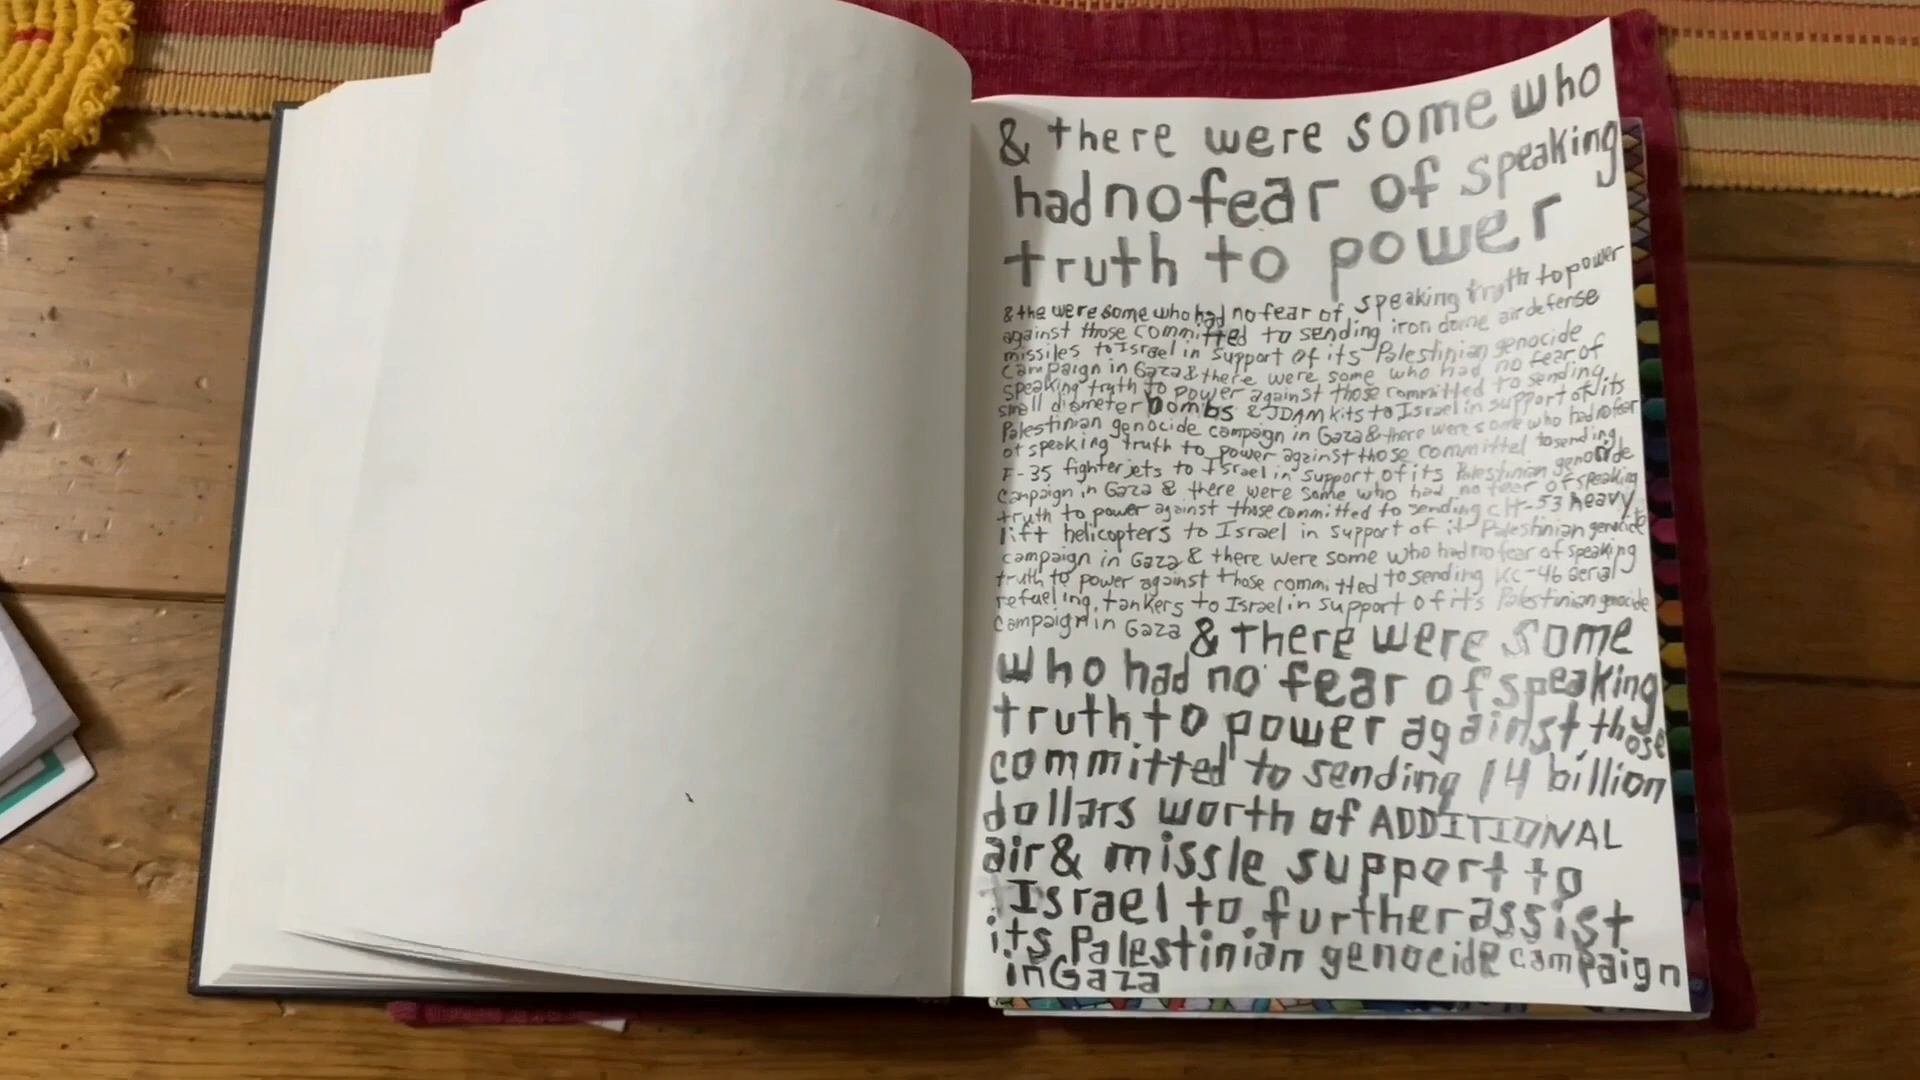 & there were some who
had no fear of speaking
truth to power
& the were some who had no fear of speaking truth to power
against those committed to sending iron dome air defense
missiles to Israel in support of its Palestinian genocide
campaign in Gaza & there were some who had no fear of
speaking truth to power against those committed to sending
small diameter bombs & JDAM kits to Israel in support of its
Palestinian genocide campaign in Gaza & there were some who had no fear
of speaking truth to power against those committed to sending
F-35 fighter jets to Israel in support of its Palestinian genocide
campaign in Gaza & there were some who had no fear of speaking
truth to power against those committed to sending CH-53 heavy
lift helicopters to Israel in support of it Palestinian genocide
campaign in Gaza & there were some who had no fear of speaking
truth to power against those committed to sending KC-46 aerial
refueling, tankers to Israel in support of its Palestinian genocide
campaign in Gaza & there were some
who had no fear of speaking
truth to power against those
committed to sending 14 billion
dollars worth of ADDITIONAL
air & missle support to
Israel to further assist
its Palestinian genocide campaign
in Gaza